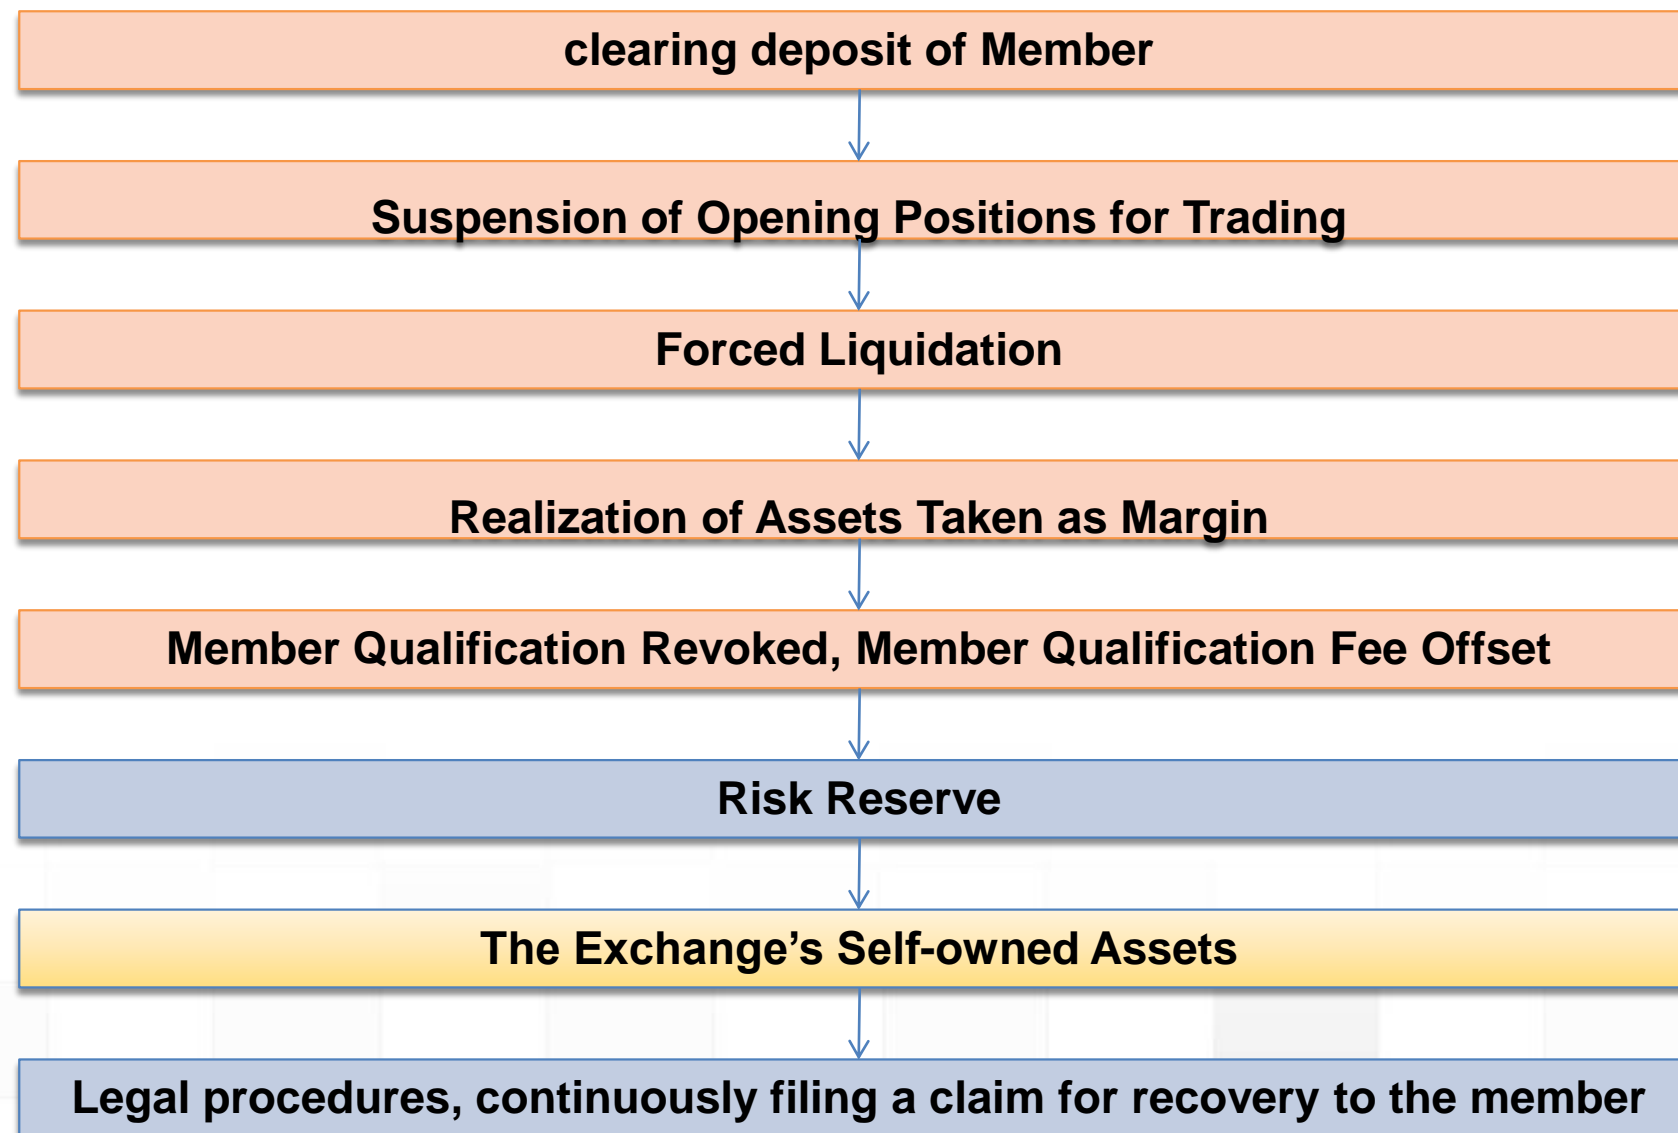 clearing deposit of Member
Suspension of Opening Positions for Trading
Forced Liquidation
Realization of Assets Taken as Margin
Member Qualification Revoked, Member Qualification Fee Offset
Risk Reserve
The Exchange’s Self-owned Assets
Legal procedures, continuously filing a claim for recovery to the member